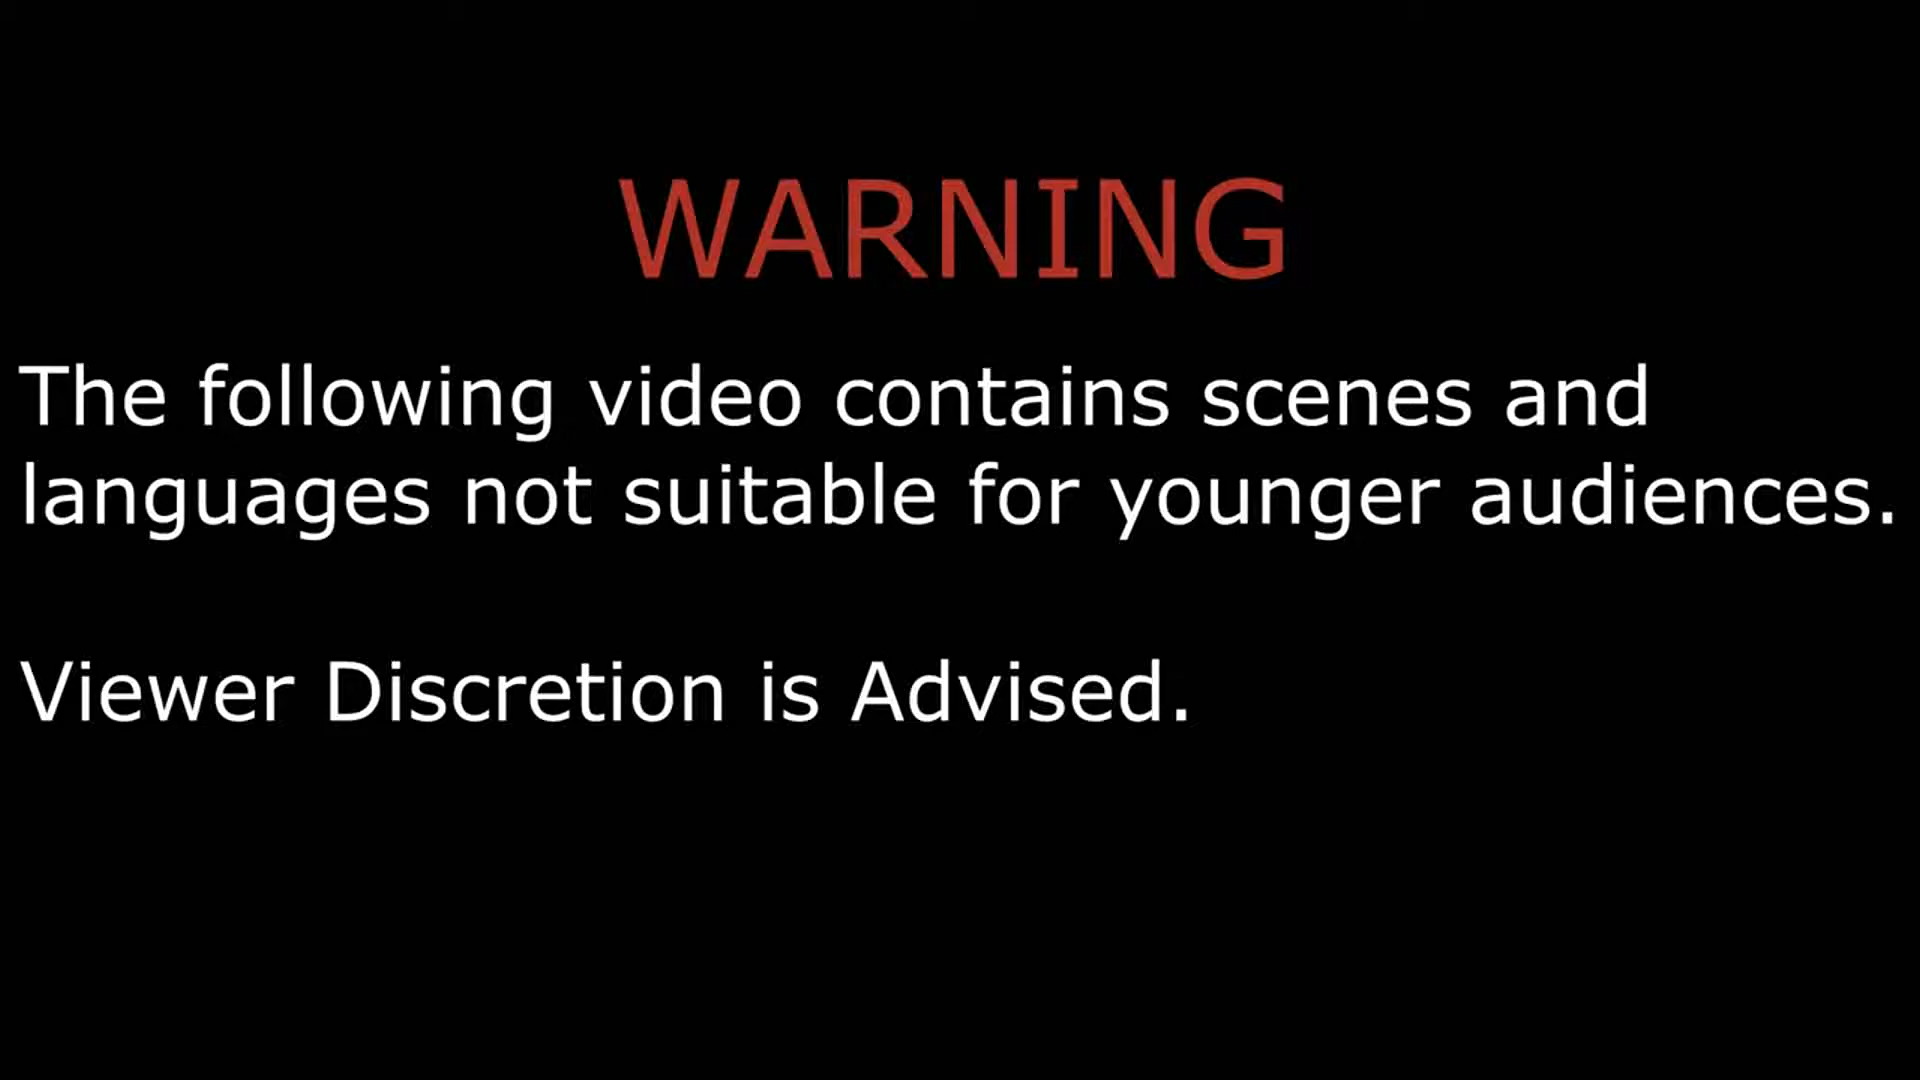 WARNING
The following video contains scenes and
languages not suitable for younger audiences.
Viewer Discretion is Advised.